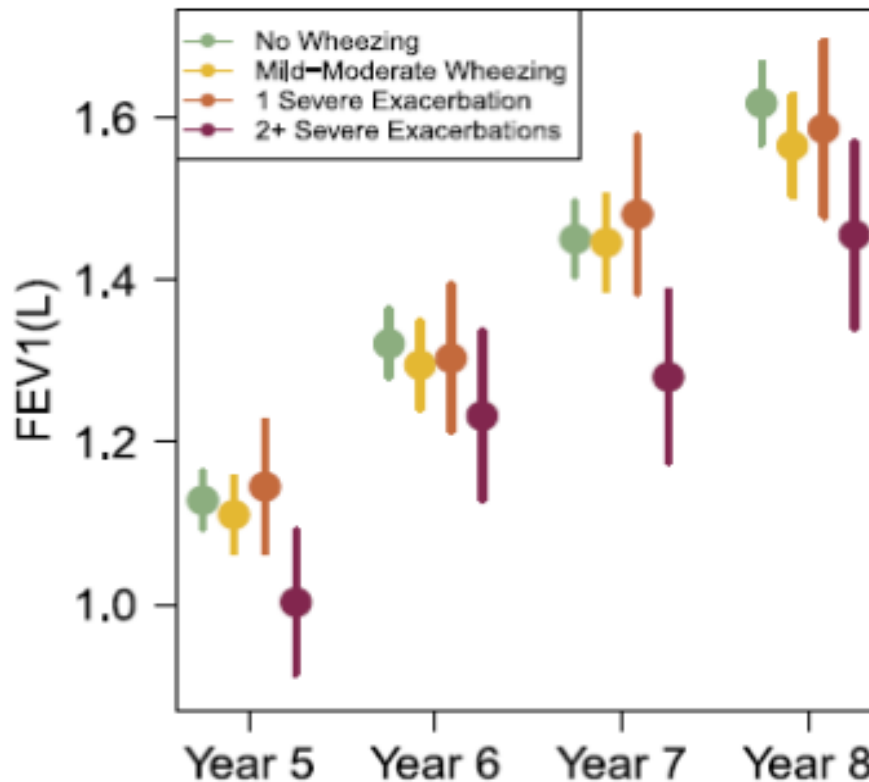 No Wheezing
Mild-Moderate Wheezing
1 Severe Exacerbation
2+ Severe Exacerbations
FEV1(L)
1.6
1.4
1.2
1.0
Year 5 Year 6 Year 7 Year 8